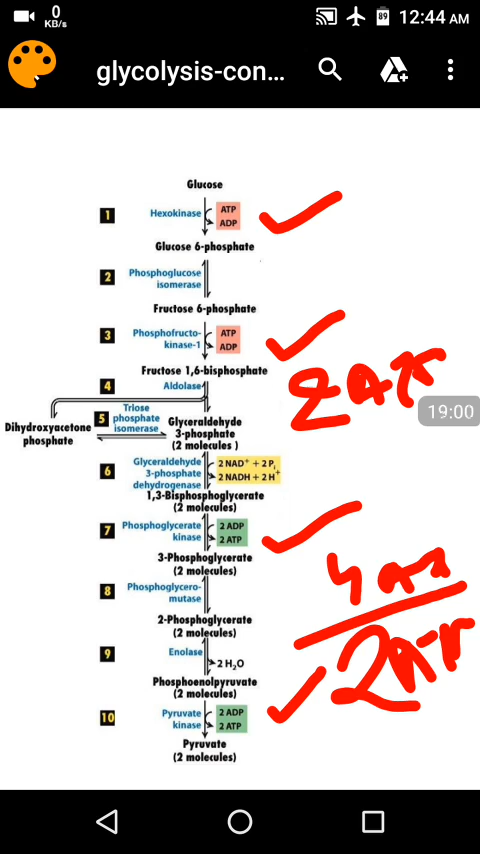 0
KB/s
89
12:44 AM
glycolysis-con...
Glucose
1
Hexokinase
ATP
ADP
Glucose 6-phosphate
2
Phosphoglucose
isomerase
Fructose 6-phosphate
3
Phosphofructo-
kinase-1
ATP
ADP
Fructose 1,6-bisphosphate
4
Aldolase
5
Triose
phosphate
isomerase
Dihydroxyacetone
phosphate
Glyceraldehyde
3-phosphate
(2 molecules )
19:00
6
Glyceraldehyde
3-phosphate
dehydrogenase
2 NAD⁺ + 2 Pᵢ
2 NADH + 2 H⁺
1,3-Bisphosphoglycerate
(2 molecules)
7
Phosphoglycerate
kinase
2 ADP
2 ATP
3-Phosphoglycerate
(2 molecules)
8
Phosphoglycero-
mutase
2-Phosphoglycerate
(2 molecules)
9
Enolase
2 H₂O
Phosphoenolpyruvate
(2 molecules)
10
Pyruvate
kinase
2 ADP
2 ATP
Pyruvate
(2 molecules)